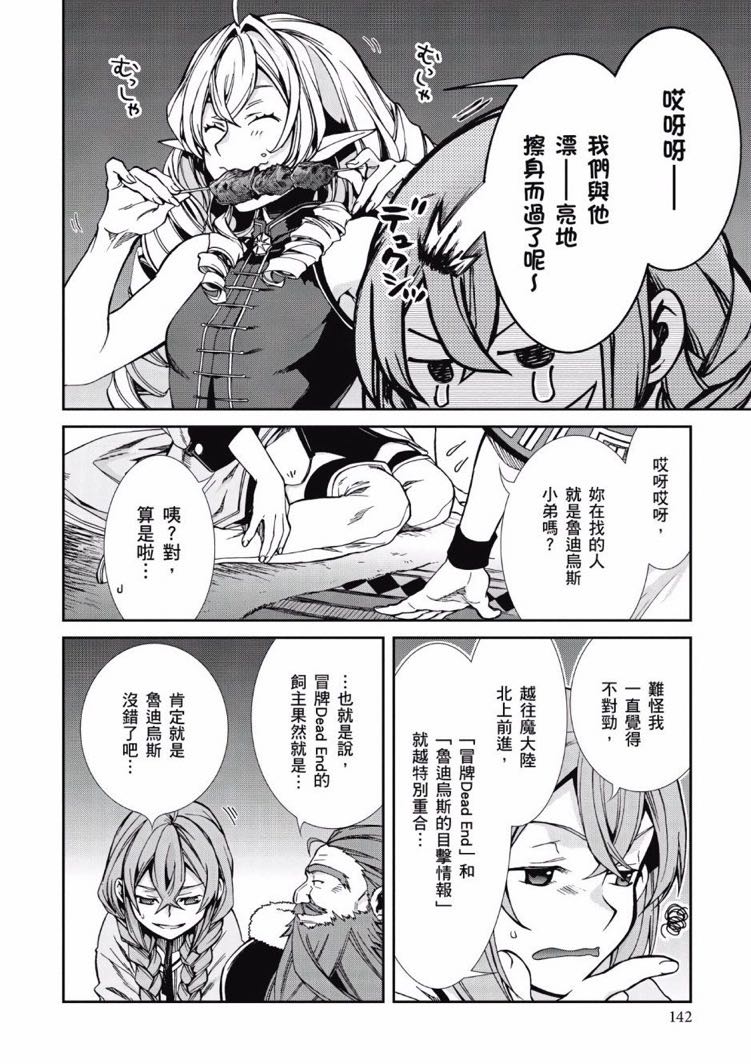 哎呀呀——
我們與他
漂——亮地
擦身而過了呢～
むっしゃ
むっしゃ
デュクシッ
哎呀哎呀，
妳在找的人
就是魯迪烏斯
小弟嗎？
咦？對，
算是啦…
難怪我
一直覺得
不對勁，
越往魔大陸
北上前進，
「冒牌Dead End」和
「魯迪烏斯的目擊情報」
就越特別重合…
…也就是說，
冒牌Dead End的
飼主果然就是…
肯定就是
魯迪烏斯
沒錯了吧…
142